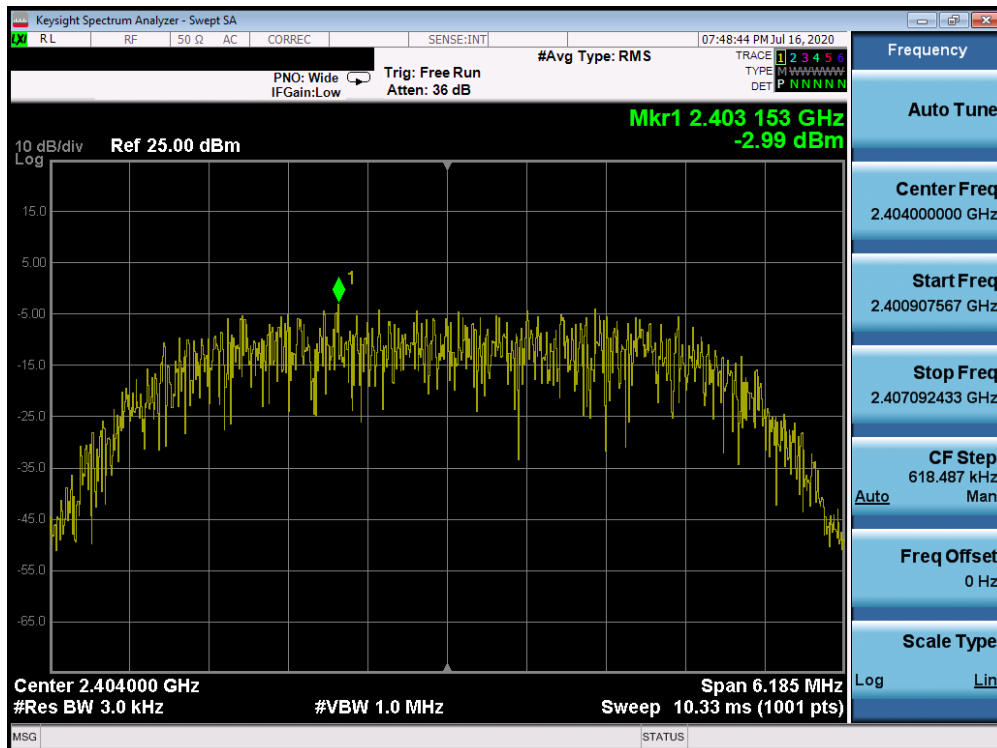 Keysight Spectrum Analyzer - Swept SA
LXI RL RF 50 Ω AC CORREC SENSE:INT 07:48:44 PM Jul 16, 2020
PNO: Wide
IFGain:Low
Trig: Free Run
Atten: 36 dB
#Avg Type: RMS
TRACE 1 2 3 4 5 6
TYPE M W W W W W
DET P N N N N N
Mkr1 2.403 153 GHz
-2.99 dBm
10 dB/div Ref 25.00 dBm
Log
15.0
5.00
1
-5.00
-15.0
-25.0
-35.0
-45.0
-55.0
-65.0
Center 2.404000 GHz Span 6.185 MHz
#Res BW 3.0 kHz #VBW 1.0 MHz Sweep 10.33 ms (1001 pts)
MSG STATUS
Frequency
Auto Tune
Center Freq
2.404000000 GHz
Start Freq
2.400907567 GHz
Stop Freq
2.407092433 GHz
CF Step
618.487 kHz
Auto Man
Freq Offset
0 Hz
Scale Type
Log Lin